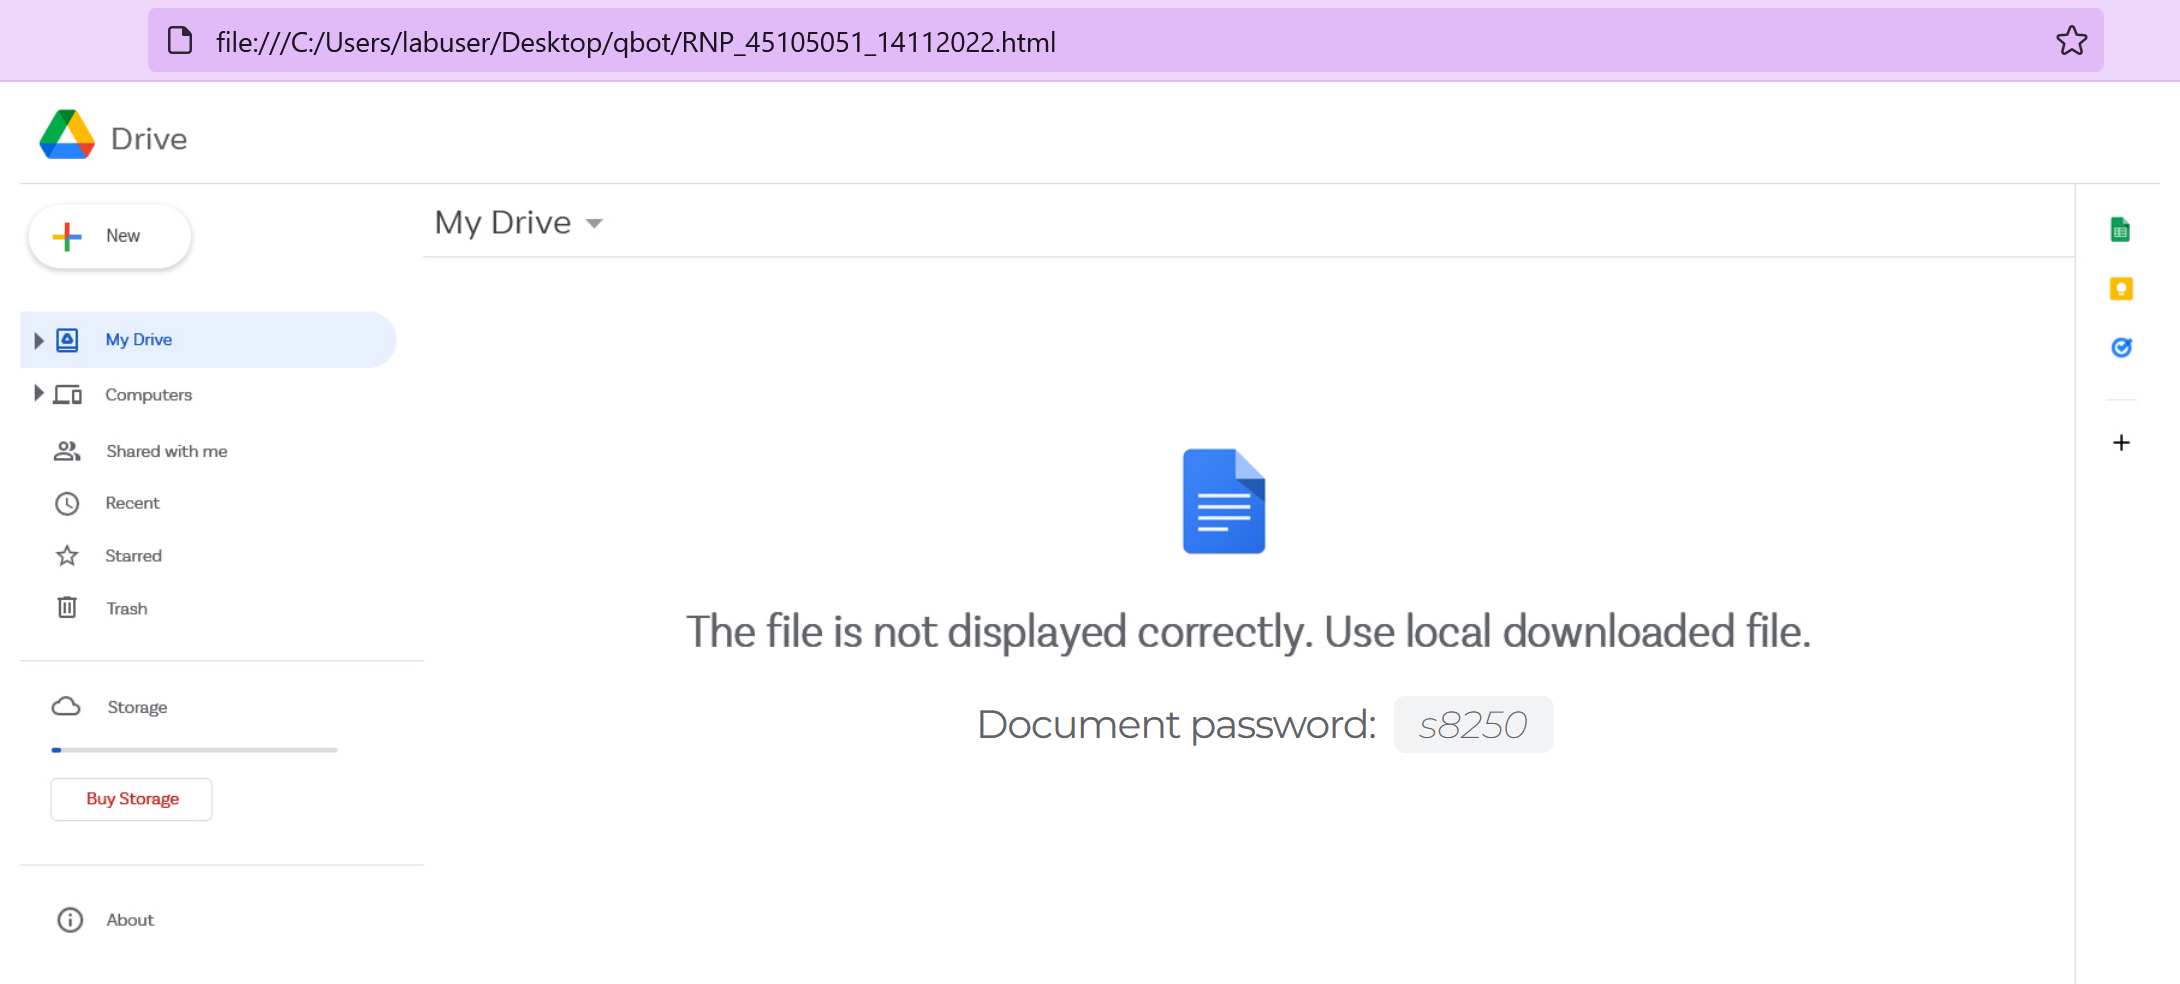 file:///C:/Users/labuser/Desktop/qbot/RNP_45105051_14112022.html
Drive
New
My Drive
My Drive
Computers
Shared with me
Recent
Starred
Trash
The file is not displayed correctly. Use local downloaded file.
Document password: s8250
Storage
Buy Storage
About